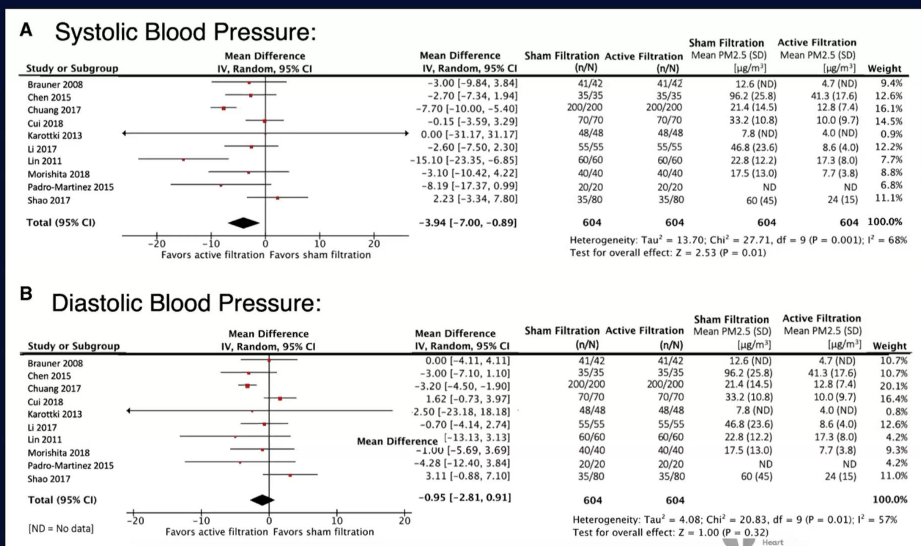 A Systolic Blood Pressure:
Sham Filtration Active Filtration
Mean Difference Mean Difference Sham Filtration Active Filtration Mean PM2.5 (SD) Mean PM2.5 (SD)
Study or Subgroup IV, Random, 95% CI IV, Random, 95% CI (n/N) (n/N) [µg/m³] [µg/m³] Weight
Brauner 2008 −3.00 [−9.84, 3.84] 41/42 41/42 12.6 (ND) 4.7 (ND) 9.4%
Chen 2015 −2.70 [−7.34, 1.94] 35/35 35/35 96.2 (25.8) 41.3 (17.6) 12.6%
Chuang 2017 −7.70 [−10.00, −5.40] 200/200 200/200 21.4 (14.5) 12.8 (7.4) 16.1%
Cui 2018 −0.15 [−3.59, 3.29] 70/70 70/70 33.2 (10.8) 10.0 (9.7) 14.5%
Karottki 2013 0.00 [−31.17, 31.17] 48/48 48/48 7.8 (ND) 4.0 (ND) 0.9%
Li 2017 −2.60 [−7.50, 2.30] 55/55 55/55 46.8 (23.6) 8.6 (4.0) 12.2%
Lin 2011 −15.10 [−23.35, −6.85] 60/60 60/60 22.8 (12.2) 17.3 (8.0) 7.7%
Morishita 2018 −3.10 [−10.42, 4.22] 40/40 40/40 17.5 (13.0) 7.7 (3.8) 8.8%
Padro-Martinez 2015 −8.19 [−17.37, 0.99] 20/20 20/20 ND ND 6.8%
Shao 2017 2.23 [−3.34, 7.80] 35/80 35/80 60 (45) 24 (15) 11.1%
Total (95% CI) −3.94 [−7.00, −0.89] 604 604 604 604 100.0%
−20 −10 0 10 20
Heterogeneity: Tau² = 13.70; Chi² = 27.71, df = 9 (P = 0.001); I² = 68%
Favors active filtration Favors sham filtration
Test for overall effect: Z = 2.53 (P = 0.01)
B Diastolic Blood Pressure:
Sham Filtration Active Filtration
Mean Difference Mean Difference Sham Filtration Active Filtration Mean PM2.5 (SD) Mean PM2.5 (SD)
Study or Subgroup IV, Random, 95% CI IV, Random, 95% CI (n/N) (n/N) [µg/m³] [µg/m³] Weight
Brauner 2008 0.00 [−4.11, 4.11] 41/42 41/42 12.6 (ND) 4.7 (ND) 10.7%
Chen 2015 −3.00 [−7.10, 1.10] 35/35 35/35 96.2 (25.8) 41.3 (17.6) 12.3%
Chuang 2017 −3.20 [−4.50, −1.90] 200/200 200/200 21.4 (14.5) 12.8 (7.4) 20.1%
Cui 2018 1.62 [−0.73, 3.97] 70/70 70/70 33.2 (10.8) 10.0 (9.7) 16.4%
Karottki 2013 2.50 [−23.18, 18.18] 48/48 48/48 7.8 (ND) 4.0 (ND) 0.8%
Li 2017 −0.70 [−4.14, 2.74] 55/55 55/55 46.8 (23.6) 8.6 (4.0) 12.6%
Lin 2011 Mean Difference [−13.13, 3.13] 60/60 60/60 22.8 (12.2) 17.3 (8.0) 4.2%
Morishita 2018 −1.00 [−5.69, 3.69] 40/40 40/40 17.5 (13.0) 7.7 (3.8) 9.3%
Padro-Martinez 2015 −4.28 [−12.40, 3.84] 20/20 20/20 ND ND 4.2%
Shao 2017 3.11 [−0.88, 7.10] 35/80 35/80 60 (45) 24 (15) 11.0%
Total (95% CI) −0.95 [−2.81, 0.91] 604 604 100.0%
−20 −10 0 10 20
[ND = No data] Favors active filtration Favors sham filtration
Heterogeneity: Tau² = 4.08; Chi² = 20.83, df = 9 (P = 0.01); I² = 57%
Test for overall effect: Z = 1.00 (P = 0.32)
Heart